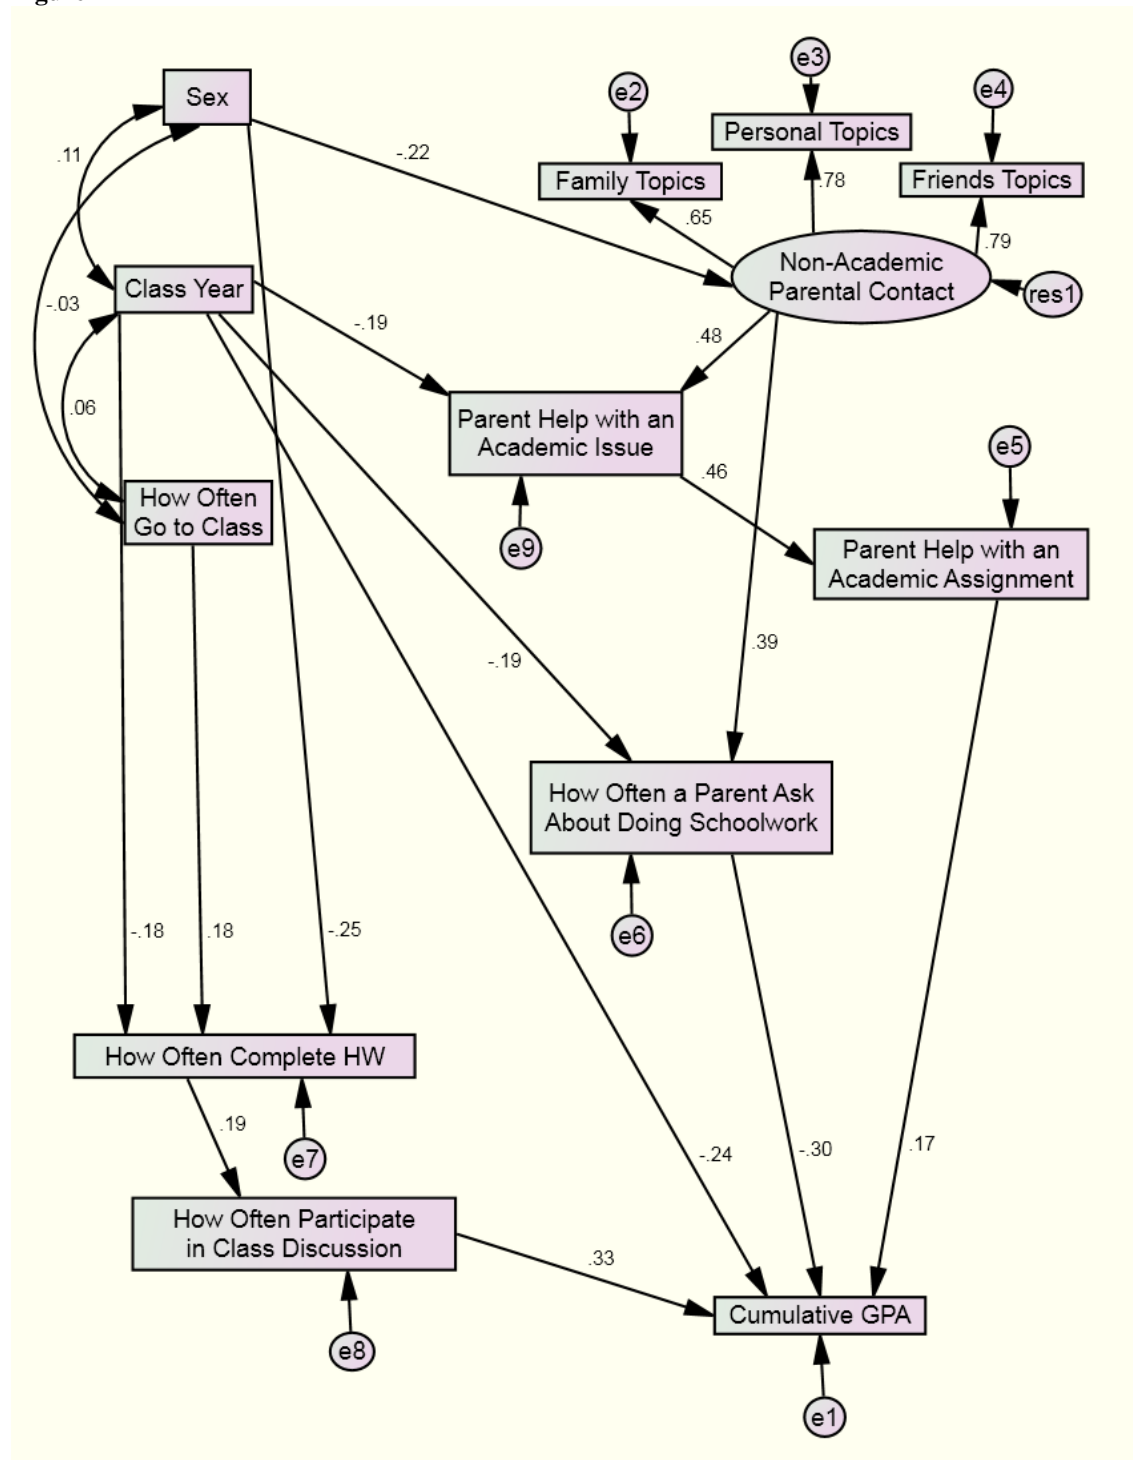 Sex
e2
e3
e4
Personal Topics
Family Topics
Friends Topics
.11
-.22
.78
.65
.79
Non-Academic
Parental Contact
res1
Class Year
-.03
-.19
.48
.06
Parent Help with an
Academic Issue
.46
e5
How Often
Go to Class
e9
Parent Help with an
Academic Assignment
-.19
.39
How Often a Parent Ask
About Doing Schoolwork
e6
-.18
.18
-.25
How Often Complete HW
.19
e7
-.24
-.30
.17
How Often Participate
in Class Discussion
.33
e8
Cumulative GPA
e1